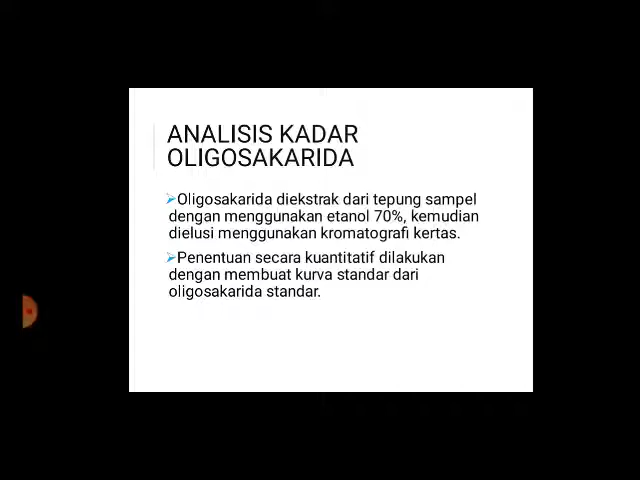 ANALISIS KADAR
OLIGOSAKARIDA
➢Oligosakarida diekstrak dari tepung sampel
dengan menggunakan etanol 70%, kemudian
dielusi menggunakan kromatografi kertas.
➢Penentuan secara kuantitatif dilakukan
dengan membuat kurva standar dari
oligosakarida standar.